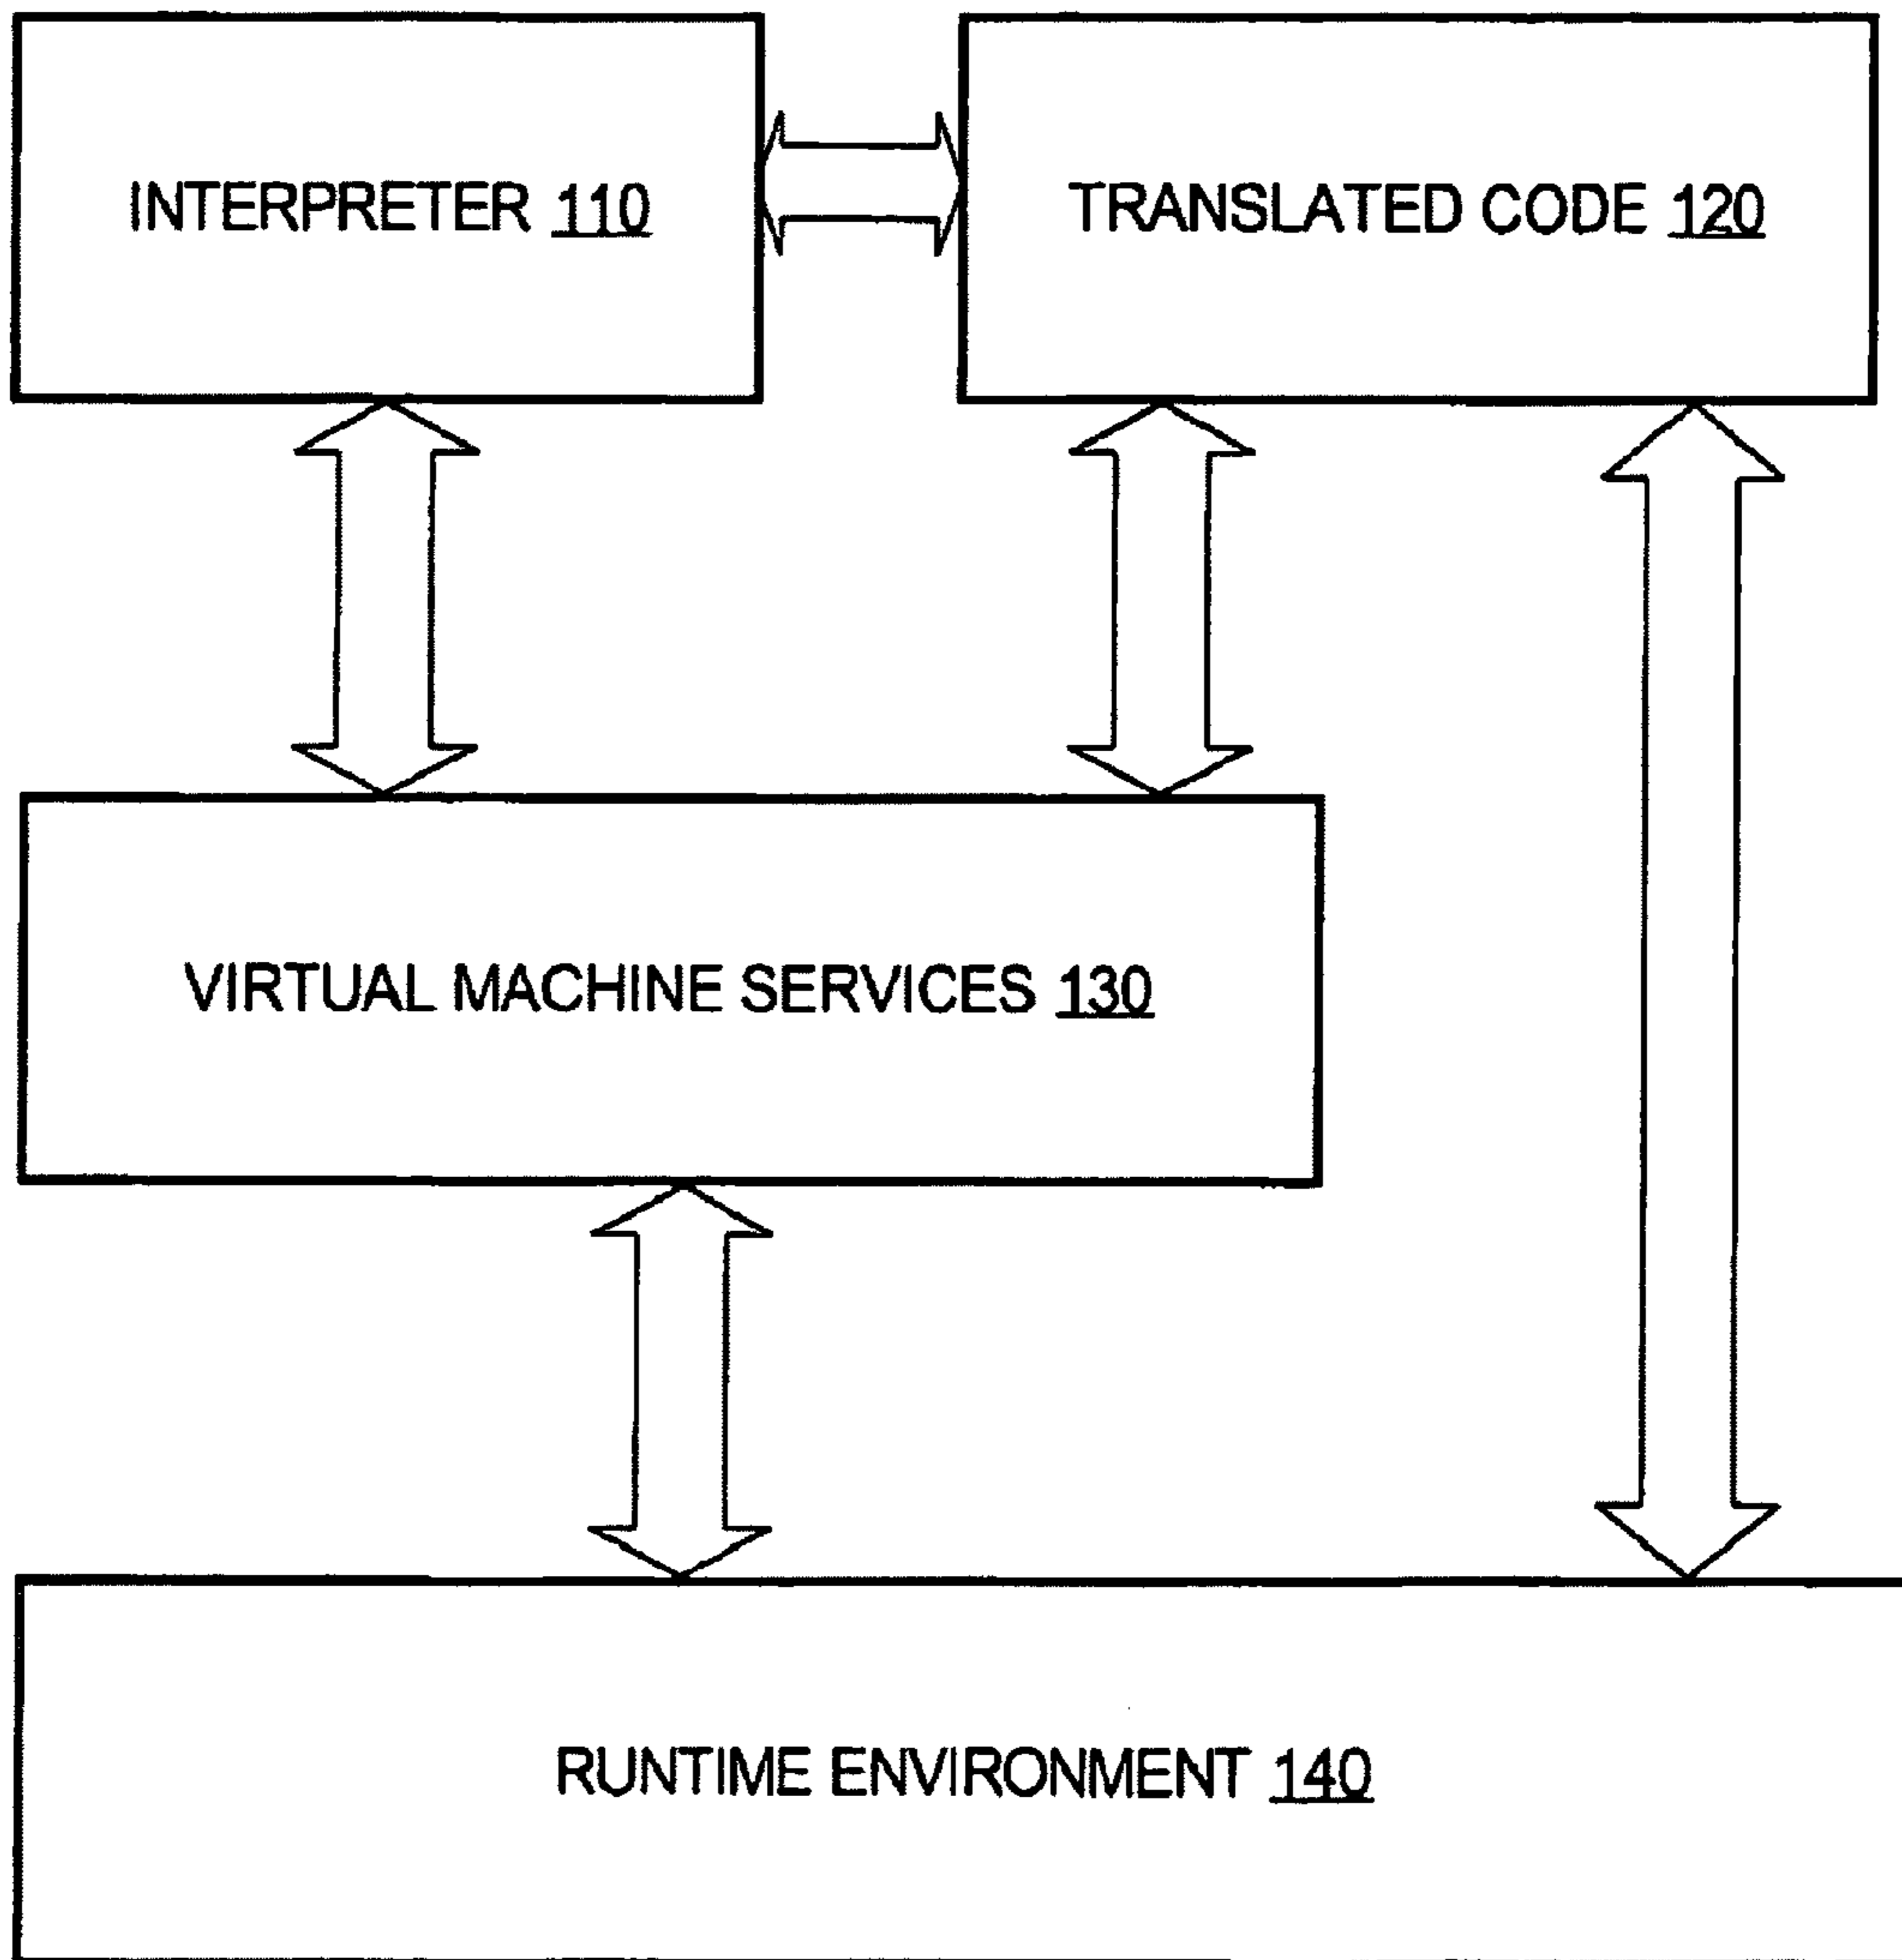 INTERPRETER 110
TRANSLATED CODE 120
VIRTUAL MACHINE SERVICES 130
RUNTIME ENVIRONMENT 140